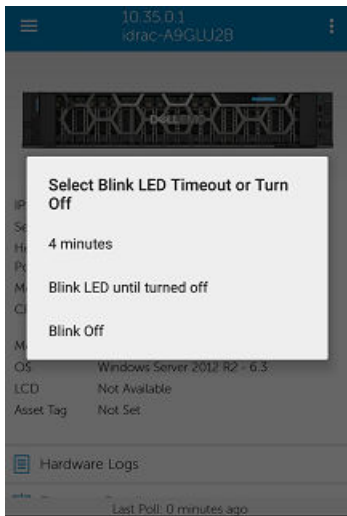 10.35.0.1
idrac-A9GLU2B
DELL EMC
Select Blink LED Timeout or Turn
Off
4 minutes
Blink LED until turned off
Blink Off
OS Windows Server 2012 R2 - 6.3
LCD Not Available
Asset Tag Not Set
Hardware Logs
Last Poll: 0 minutes ago